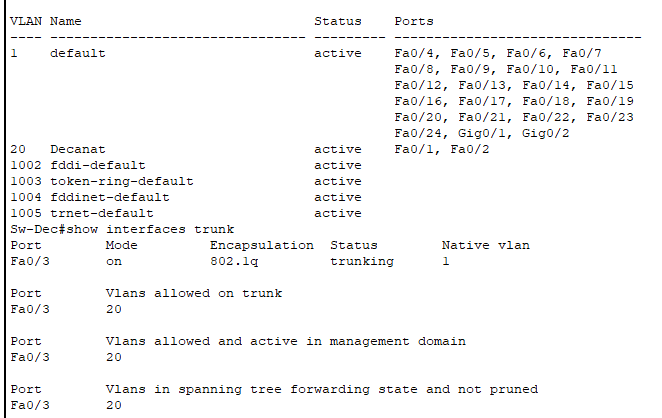 VLAN Name                             Status    Ports
---- -------------------------------- --------- -------------------------------
1    default                          active    Fa0/4, Fa0/5, Fa0/6, Fa0/7
                                                Fa0/8, Fa0/9, Fa0/10, Fa0/11
                                                Fa0/12, Fa0/13, Fa0/14, Fa0/15
                                                Fa0/16, Fa0/17, Fa0/18, Fa0/19
                                                Fa0/20, Fa0/21, Fa0/22, Fa0/23
                                                Fa0/24, Gig0/1, Gig0/2
20   Decanat                          active    Fa0/1, Fa0/2
1002 fddi-default                     active
1003 token-ring-default               active
1004 fddinet-default                  active
1005 trnet-default                    active
Sw-Dec#show interfaces trunk
Port        Mode         Encapsulation  Status        Native vlan
Fa0/3       on           802.1q         trunking      1
Port        Vlans allowed on trunk
Fa0/3       20
Port        Vlans allowed and active in management domain
Fa0/3       20
Port        Vlans in spanning tree forwarding state and not pruned
Fa0/3       20